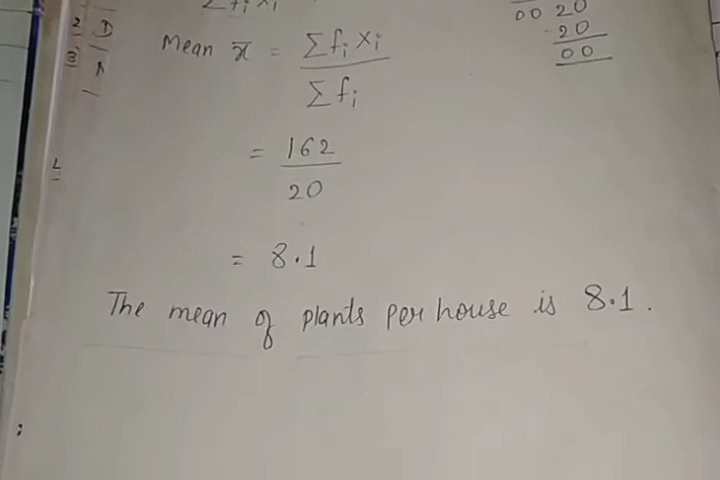 Σfixi
00 20
20
00
Mean x̄ = Σfixi / Σfi
= 162 / 20
= 8.1
The mean of plants per house is 8.1.